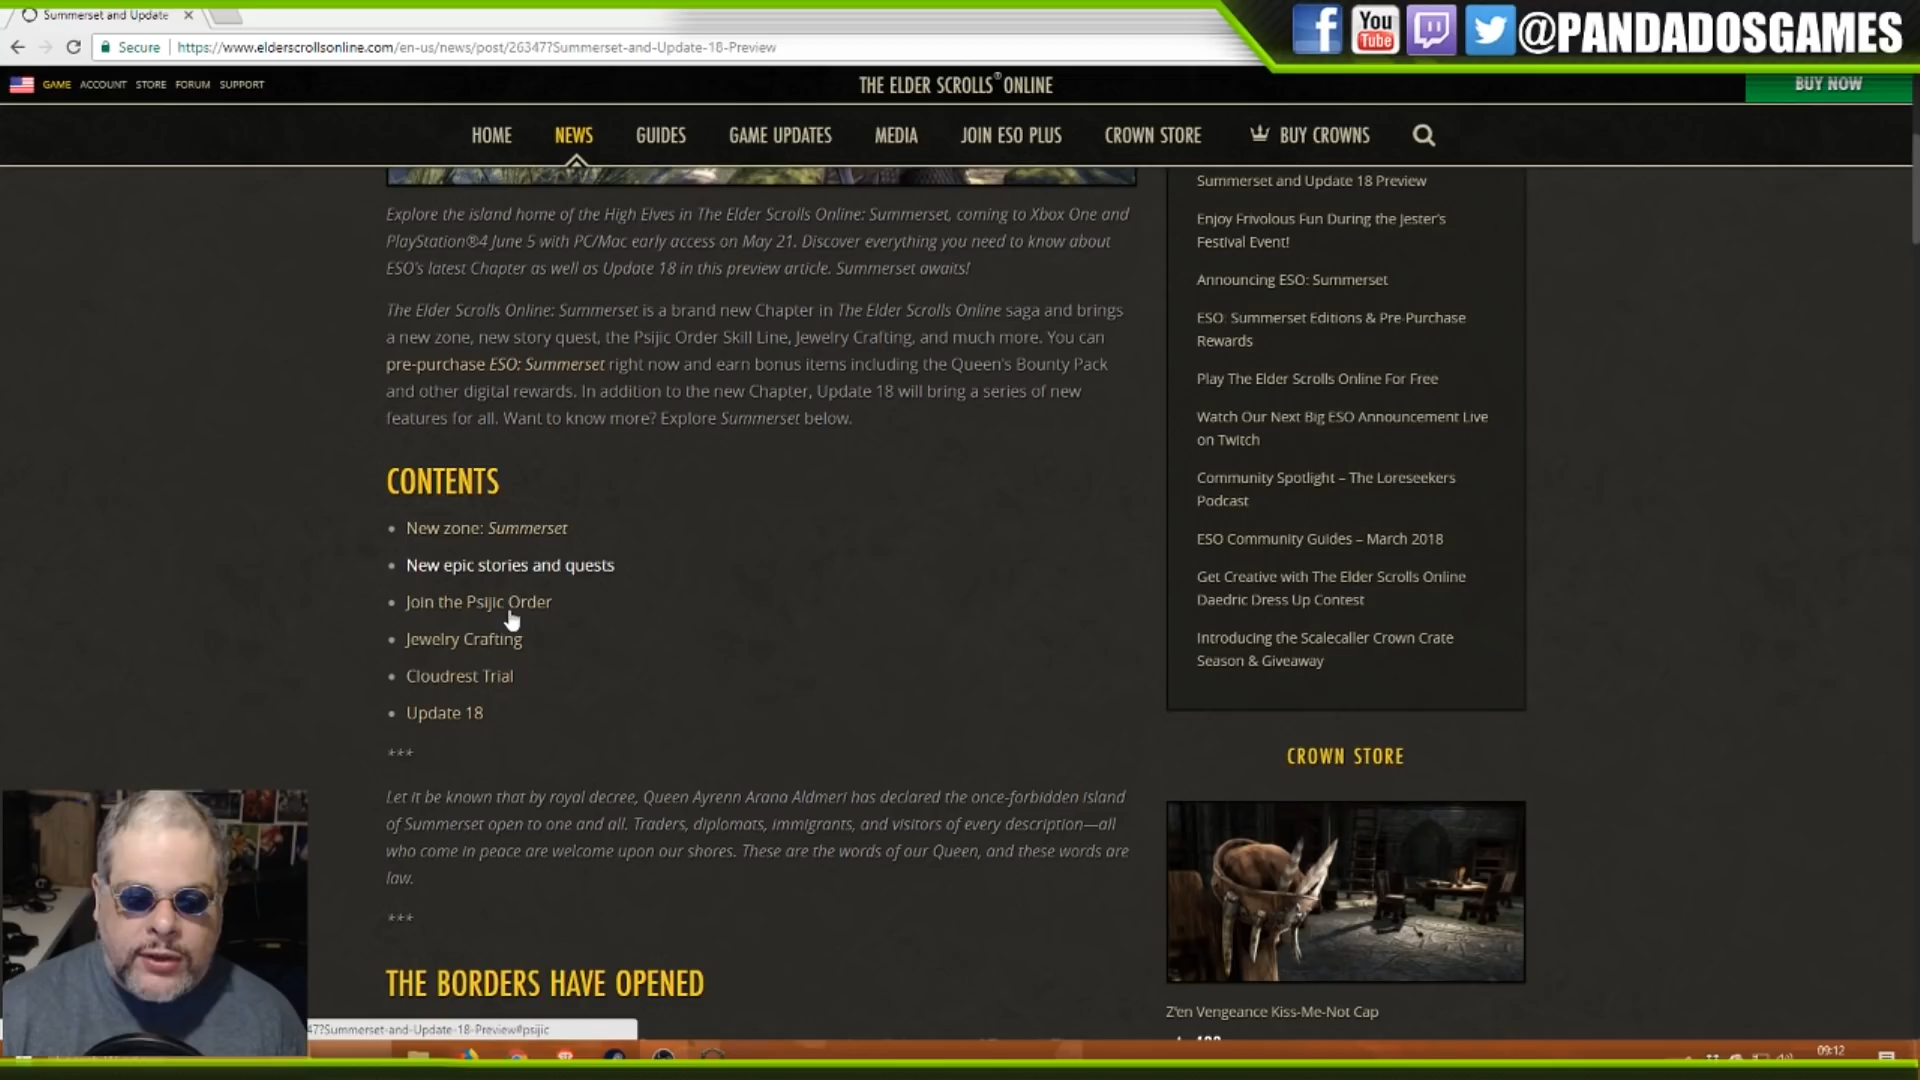 Summerset and Update
Secure
https://www.elderscrollsonline.com/en-us/news/post/26347?Summerset-and-Update-18-Preview
You
Tube
@PANDADOSGAMES
GAME ACCOUNT STORE FORUM SUPPORT
THE ELDER SCROLLS® ONLINE
BUY NOW
HOME NEWS GUIDES GAME UPDATES MEDIA JOIN ESO PLUS CROWN STORE BUY CROWNS
Explore the island home of the High Elves in The Elder Scrolls Online: Summerset, coming to Xbox One and
PlayStation®4 June 5 with PC/Mac early access on May 21. Discover everything you need to know about
ESO's latest Chapter as well as Update 18 in this preview article. Summerset awaits!
The Elder Scrolls Online: Summerset is a brand new Chapter in The Elder Scrolls Online saga and brings
a new zone, new story quest, the Psijic Order Skill Line, Jewelry Crafting, and much more. You can
pre-purchase ESO: Summerset right now and earn bonus items including the Queen's Bounty Pack
and other digital rewards. In addition to the new Chapter, Update 18 will bring a series of new
features for all. Want to know more? Explore Summerset below.
CONTENTS
New zone: Summerset
New epic stories and quests
Join the Psijic Order
Jewelry Crafting
Cloudrest Trial
Update 18
***
Let it be known that by royal decree, Queen Ayrenn Arana Aldmeri has declared the once-forbidden island
of Summerset open to one and all. Traders, diplomats, immigrants, and visitors of every description—all
who come in peace are welcome upon our shores. These are the words of our Queen, and these words are
law.
***
THE BORDERS HAVE OPENED
Summerset and Update 18 Preview
Enjoy Frivolous Fun During the Jester's
Festival Event!
Announcing ESO: Summerset
ESO: Summerset Editions & Pre-Purchase
Rewards
Play The Elder Scrolls Online For Free
Watch Our Next Big ESO Announcement Live
on Twitch
Community Spotlight – The Loreseekers
Podcast
ESO Community Guides – March 2018
Get Creative with The Elder Scrolls Online
Daedric Dress Up Contest
Introducing the Scalecaller Crown Crate
Season & Giveaway
CROWN STORE
Z'en Vengeance Kiss-Me-Not Cap
47?Summerset-and-Update-18-Preview#psijic
09:12